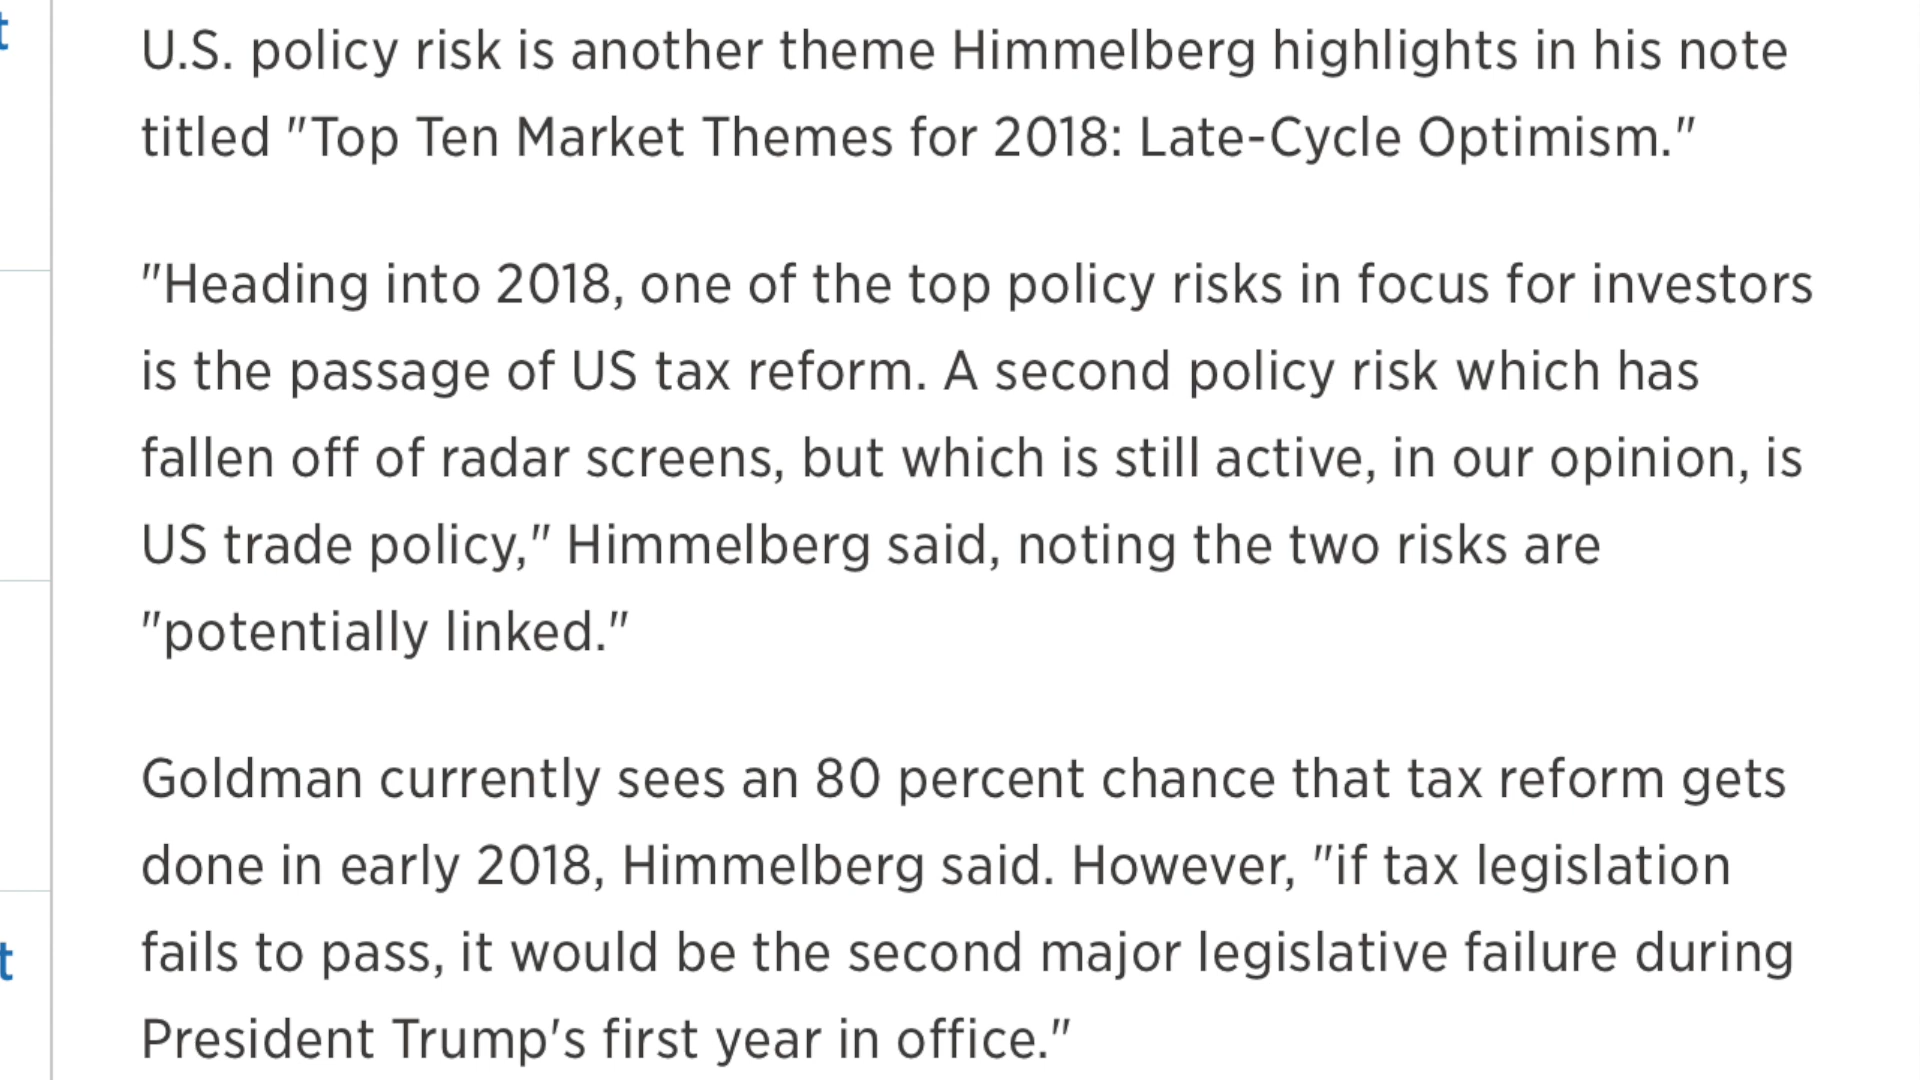 U.S. policy risk is another theme Himmelberg highlights in his note
titled "Top Ten Market Themes for 2018: Late-Cycle Optimism."
"Heading into 2018, one of the top policy risks in focus for investors
is the passage of US tax reform. A second policy risk which has
fallen off of radar screens, but which is still active, in our opinion, is
US trade policy," Himmelberg said, noting the two risks are
"potentially linked."
Goldman currently sees an 80 percent chance that tax reform gets
done in early 2018, Himmelberg said. However, "if tax legislation
fails to pass, it would be the second major legislative failure during
President Trump's first year in office."